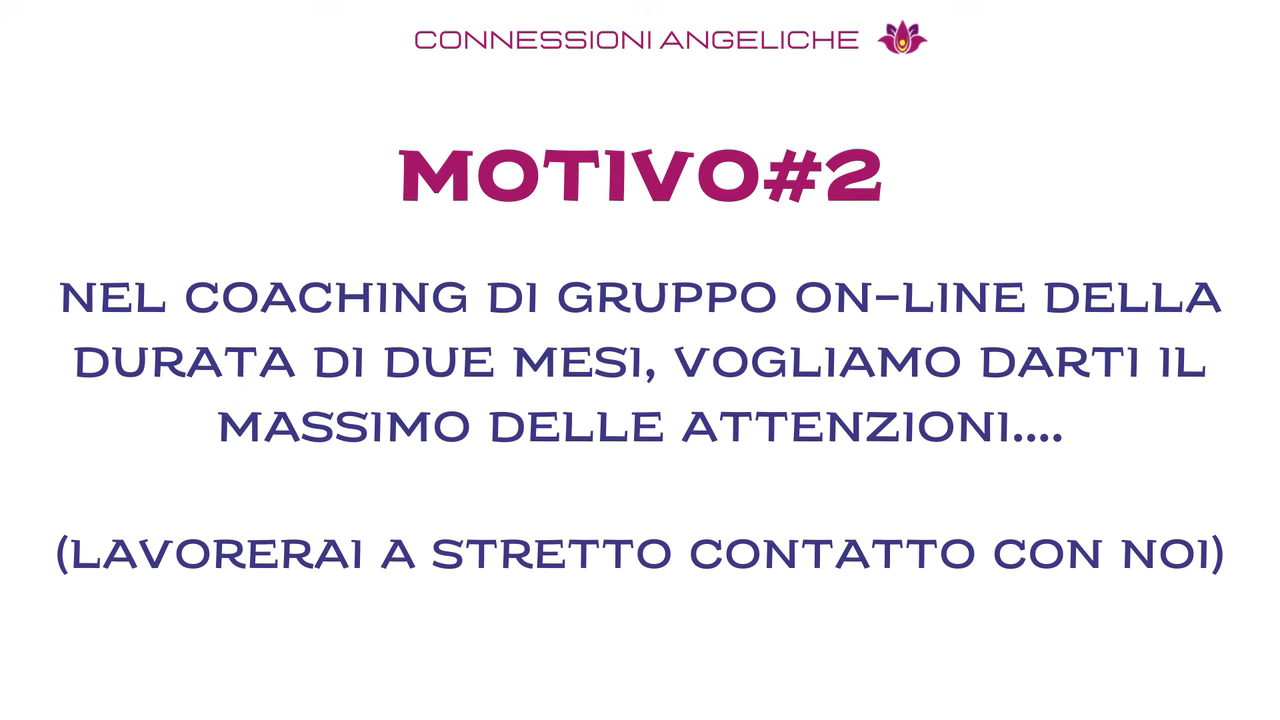 CONNESSIONI ANGELICHE
MOTIVO#2
NEL COACHING DI GRUPPO ON-LINE DELLA
DURATA DI DUE MESI, VOGLIAMO DARTI IL
MASSIMO DELLE ATTENZIONI....
(LAVORERAI A STRETTO CONTATTO CON NOI)